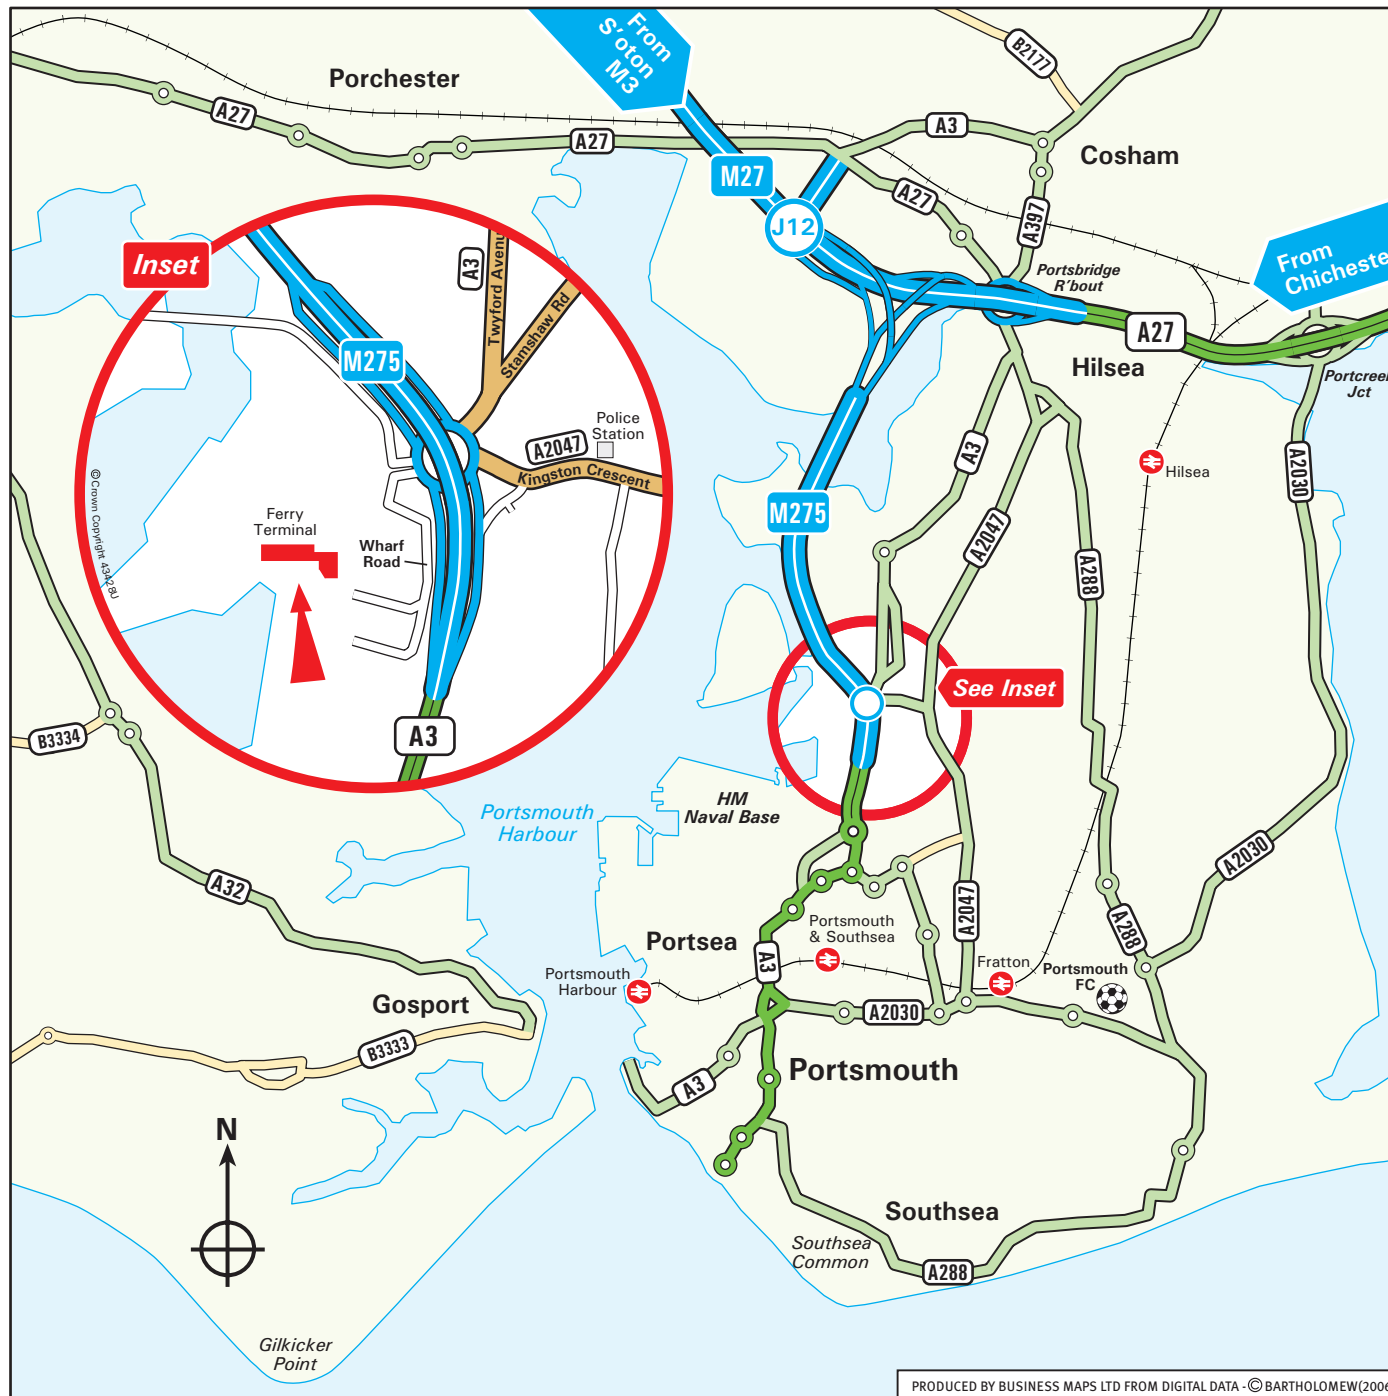 From
S'oton
M3
B2177
Porchester
A27
A27
A3
Cosham
M27
A27
A397
J12
Portsbridge
R'bout
From
Chichester
Inset
A3
Twyford Avenu
Stamshaw Rd
M275
A27
Hilsea
Portcreek
Jct
Police
Station
A2047
Kingston Crescent
A3
Hilsea
A2030
© Crown Copyright 43428U
Ferry
Terminal
Wharf
Road
M275
A2047
A288
See Inset
A3
B3334
HM
Naval Base
Portsmouth
Harbour
A32
A2030
A2047
A288
Portsea
Portsmouth
& Southsea
A3
Fratton
Portsmouth
FC
Portsmouth
Harbour
Gosport
A2030
B3333
A3
Portsmouth
N
Southsea
Southsea
Common
A288
Gilkicker
Point
PRODUCED BY BUSINESS MAPS LTD FROM DIGITAL DATA - © BARTHOLOMEW(2006